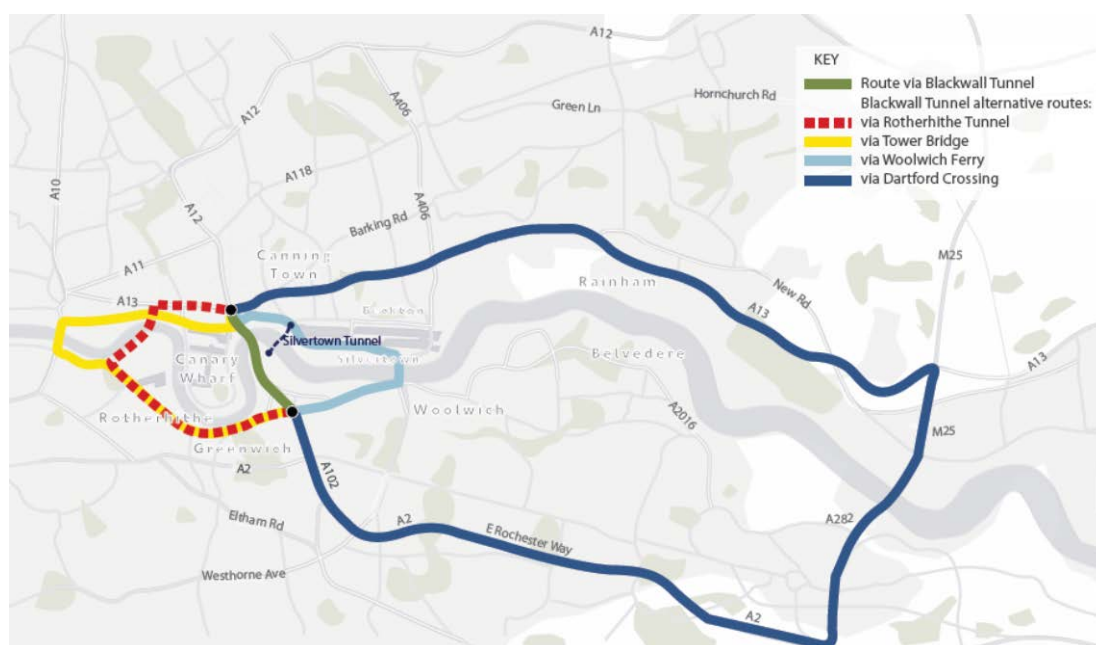 A12
KEY
Route via Blackwall Tunnel
Blackwall Tunnel alternative routes:
via Rotherhithe Tunnel
via Tower Bridge
via Woolwich Ferry
via Dartford Crossing
A406
Green Ln
Hornchurch Rd
A12
A118
A10
A12
A406
Barking Rd
Canning
Town
A11
M25
Rainham
New Rd
A13
A13
Beckton
A13
Silvertown Tunnel
Silvertown
Canary
Wharf
Belvedere
Woolwich
Rotherhithe
A2016
M25
Greenwich
A2
A102
Eltham Rd
A2
E Rochester Way
A282
Westhorne Ave
A2